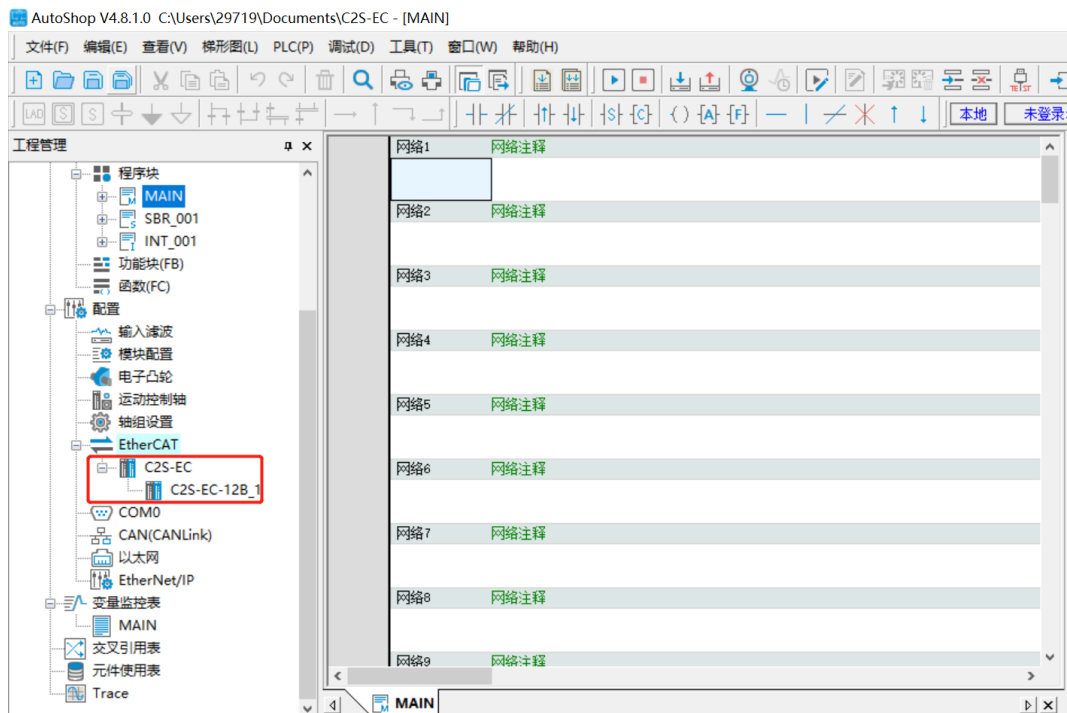 AutoShop V4.8.1.0 C:\Users\29719\Documents\C2S-EC - [MAIN]
文件(F) 编辑(E) 查看(V) 梯形图(L) PLC(P) 调试(D) 工具(T) 窗口(W) 帮助(H)
TEST
LAD S S S C ( ) A F 本地 未登录
工程管理
程序块
MAIN
SBR_001
INT_001
功能块(FB)
函数(FC)
配置
输入滤波
模块配置
电子凸轮
运动控制轴
轴组设置
EtherCAT
C2S-EC
C2S-EC-12B_1
COM0
CAN(CANLink)
以太网
EtherNet/IP
变量监控表
MAIN
交叉引用表
元件使用表
Trace
网络1 网络注释
网络2 网络注释
网络3 网络注释
网络4 网络注释
网络5 网络注释
网络6 网络注释
网络7 网络注释
网络8 网络注释
网络9 网络注释
MAIN